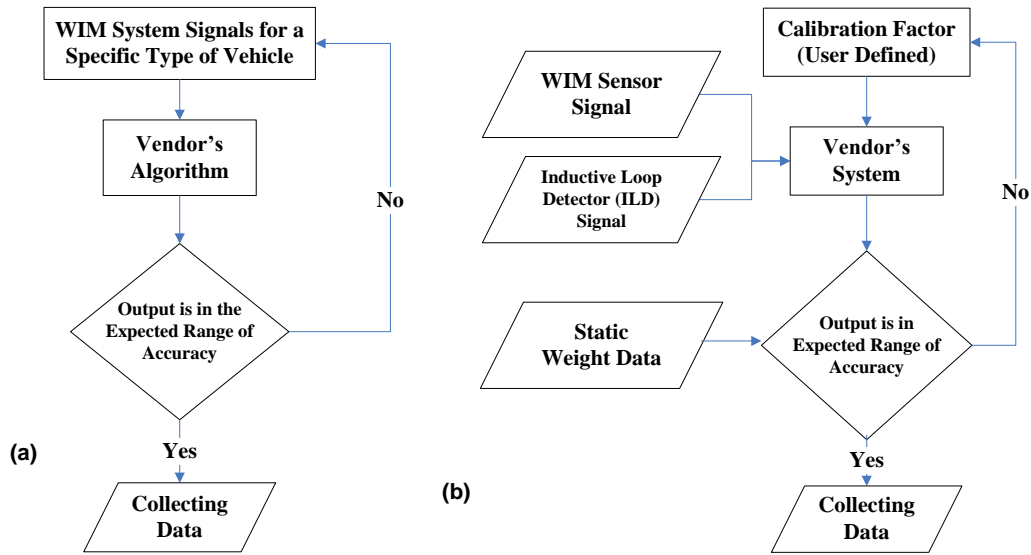 WIM System Signals for a
Specific Type of Vehicle
Vendor's
Algorithm
No
Output is in the
Expected Range of
Accuracy
(a)
Yes
Collecting
Data
Calibration Factor
(User Defined)
WIM Sensor
Signal
Vendor's
System
Inductive Loop
Detector (ILD)
Signal
No
Static
Weight Data
Output is in
Expected Range of
Accuracy
(b)
Yes
Collecting
Data